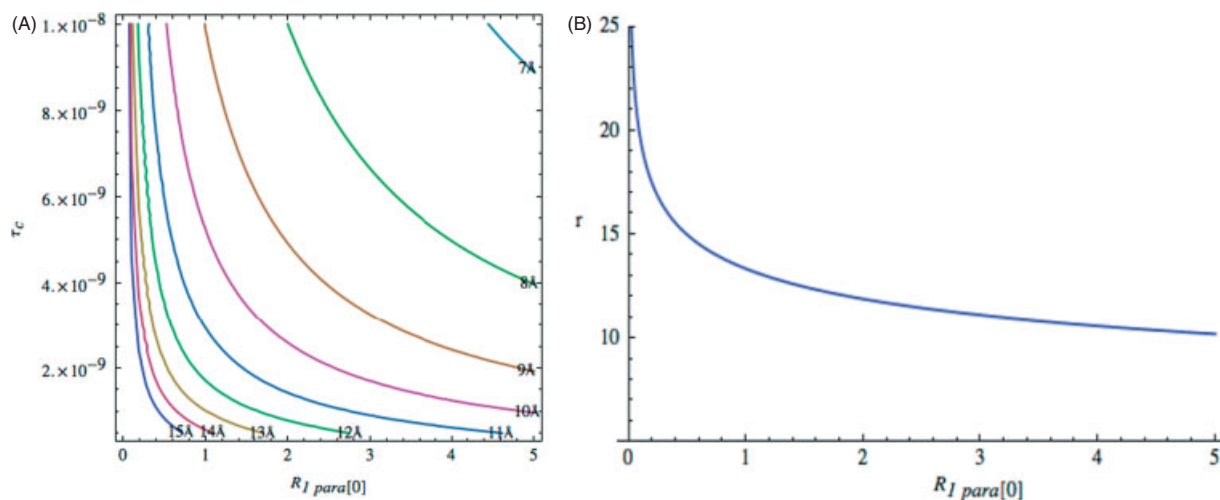 (A)
1.×10⁻⁸
8.×10⁻⁹
6.×10⁻⁹
4.×10⁻⁹
2.×10⁻⁹
τc
7Å
8Å
9Å
10Å
15Å 14Å 13Å 12Å 11Å
0 1 2 3 4 5
R1 para[0]
(B)
25
20
15
10
r
0 1 2 3 4 5
R1 para[0]